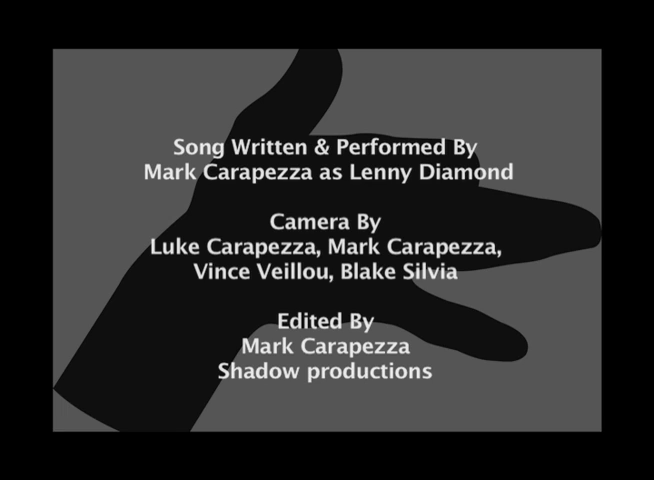 Song Written & Performed By
Mark Carapezza as Lenny Diamond
Camera By
Luke Carapezza, Mark Carapezza,
Vince Veillou, Blake Silvia
Edited By
Mark Carapezza
Shadow productions